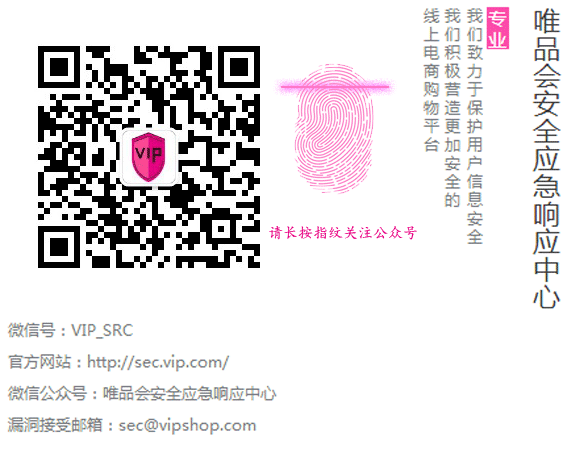 唯品会安全应急响应中心
专业
我们致力于保护用户信息安全
我们积极营造更加安全的
线上电商购物平台
VIP
请长按指纹关注公众号
微信号：VIP_SRC
官方网站：http://sec.vip.com/
微信公众号：唯品会安全应急响应中心
漏洞接受邮箱：sec@vipshop.com